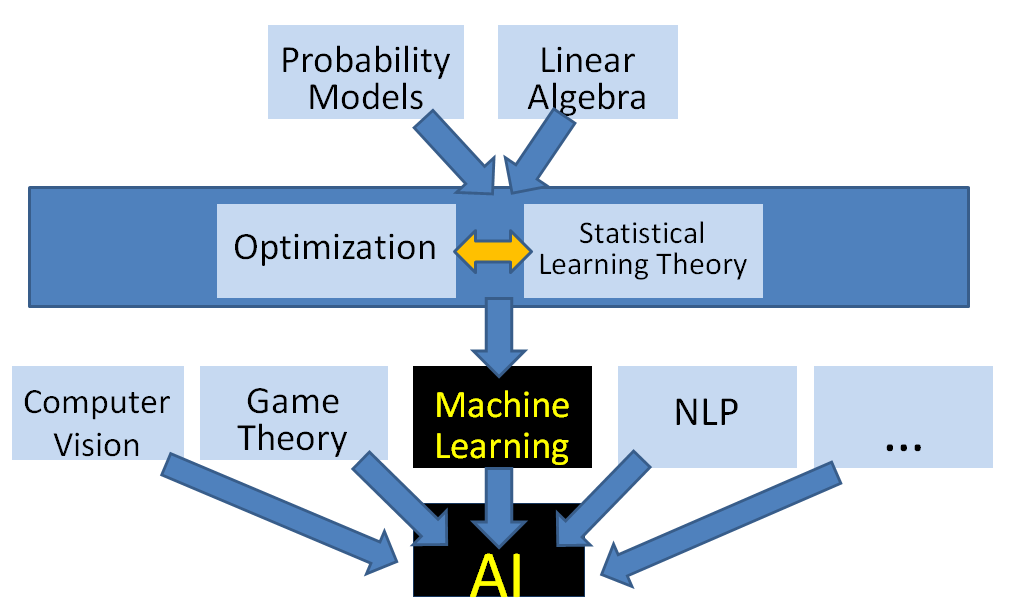 Probability
Models
Linear
Algebra
Optimization
Statistical
Learning Theory
Computer
Vision
Game
Theory
Machine
Learning
NLP
...
AI